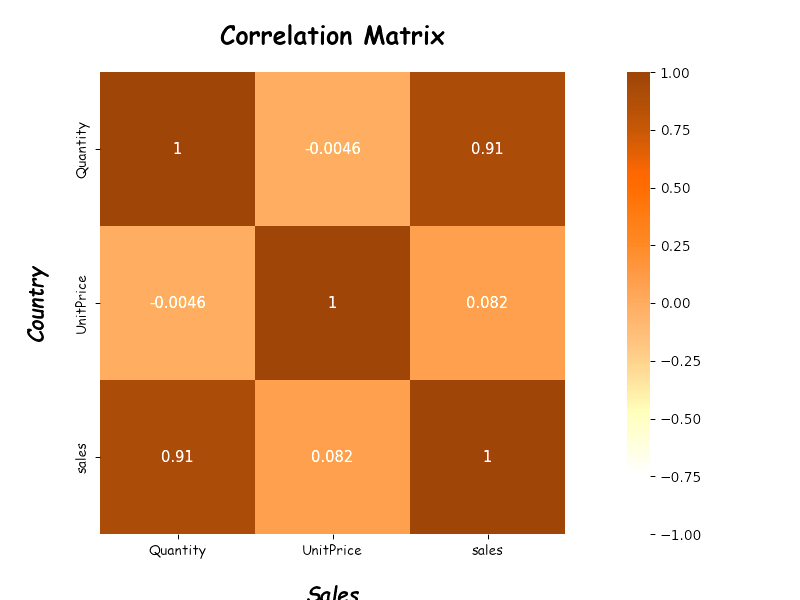 Correlation Matrix
Country
Quantity
UnitPrice
sales
1 -0.0046 0.91
-0.0046 1 0.082
0.91 0.082 1
Quantity UnitPrice sales
Sales
1.00
0.75
0.50
0.25
0.00
−0.25
−0.50
−0.75
−1.00